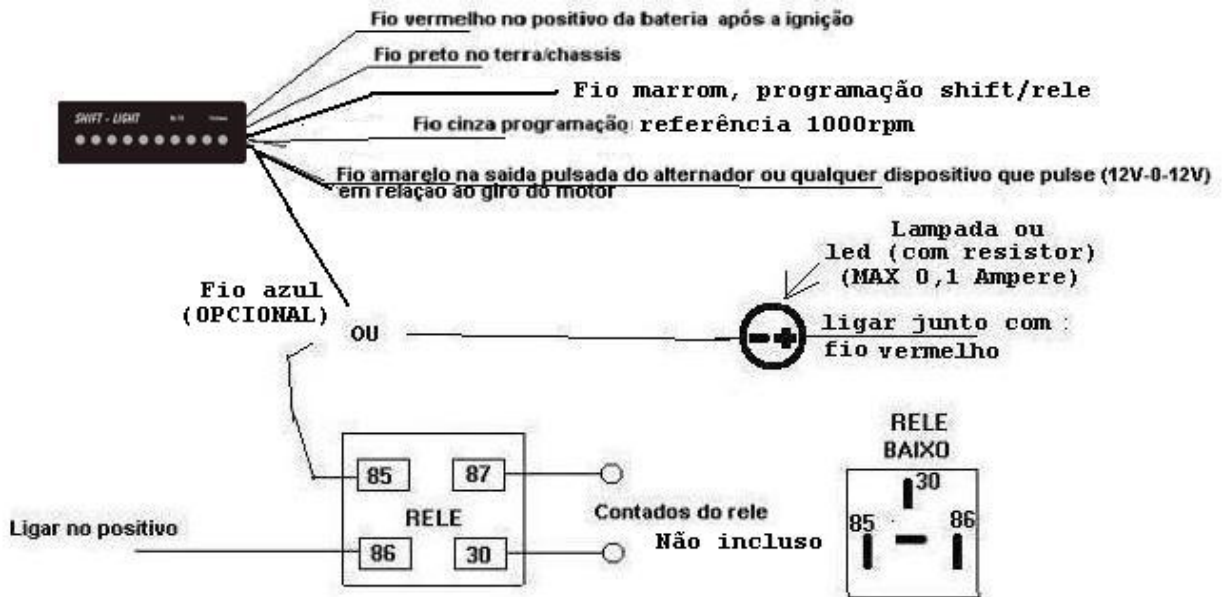 Fio vermelho no positivo da bateria após a ignição
Fio preto no terra/chassis
Fio marrom, programação shift/rele
SHIFT - LIGHT
Fio cinza programação referência 1000rpm
Fio amarelo na saida pulsada do alternador ou qualquer dispositivo que pulse (12V-0-12V)
em relação ao giro do motor
Lampada ou
led (com resistor)
(MAX 0,1 Ampere)
Fio azul
(OPCIONAL)
OU
ligar junto com :
fio vermelho
RELE
BAIXO
30
85
86
85
87
RELE
86
30
Contados do rele
Não incluso
Ligar no positivo